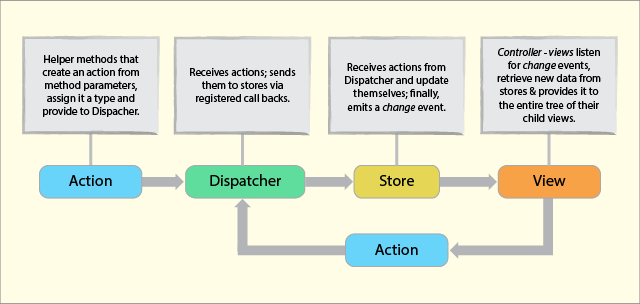 Helper methods that
create an action from
method parameters,
assign it a type and
provide to Dispacher.
Receives actions; sends
them to stores via
registered call backs.
Receives actions from
Dispatcher and update
themselves; finally,
emits a change event.
Controller - views listen
for change events,
retrieve new data from
stores & provides it to
the entire tree of their
child views.
Action
Dispatcher
Store
View
Action